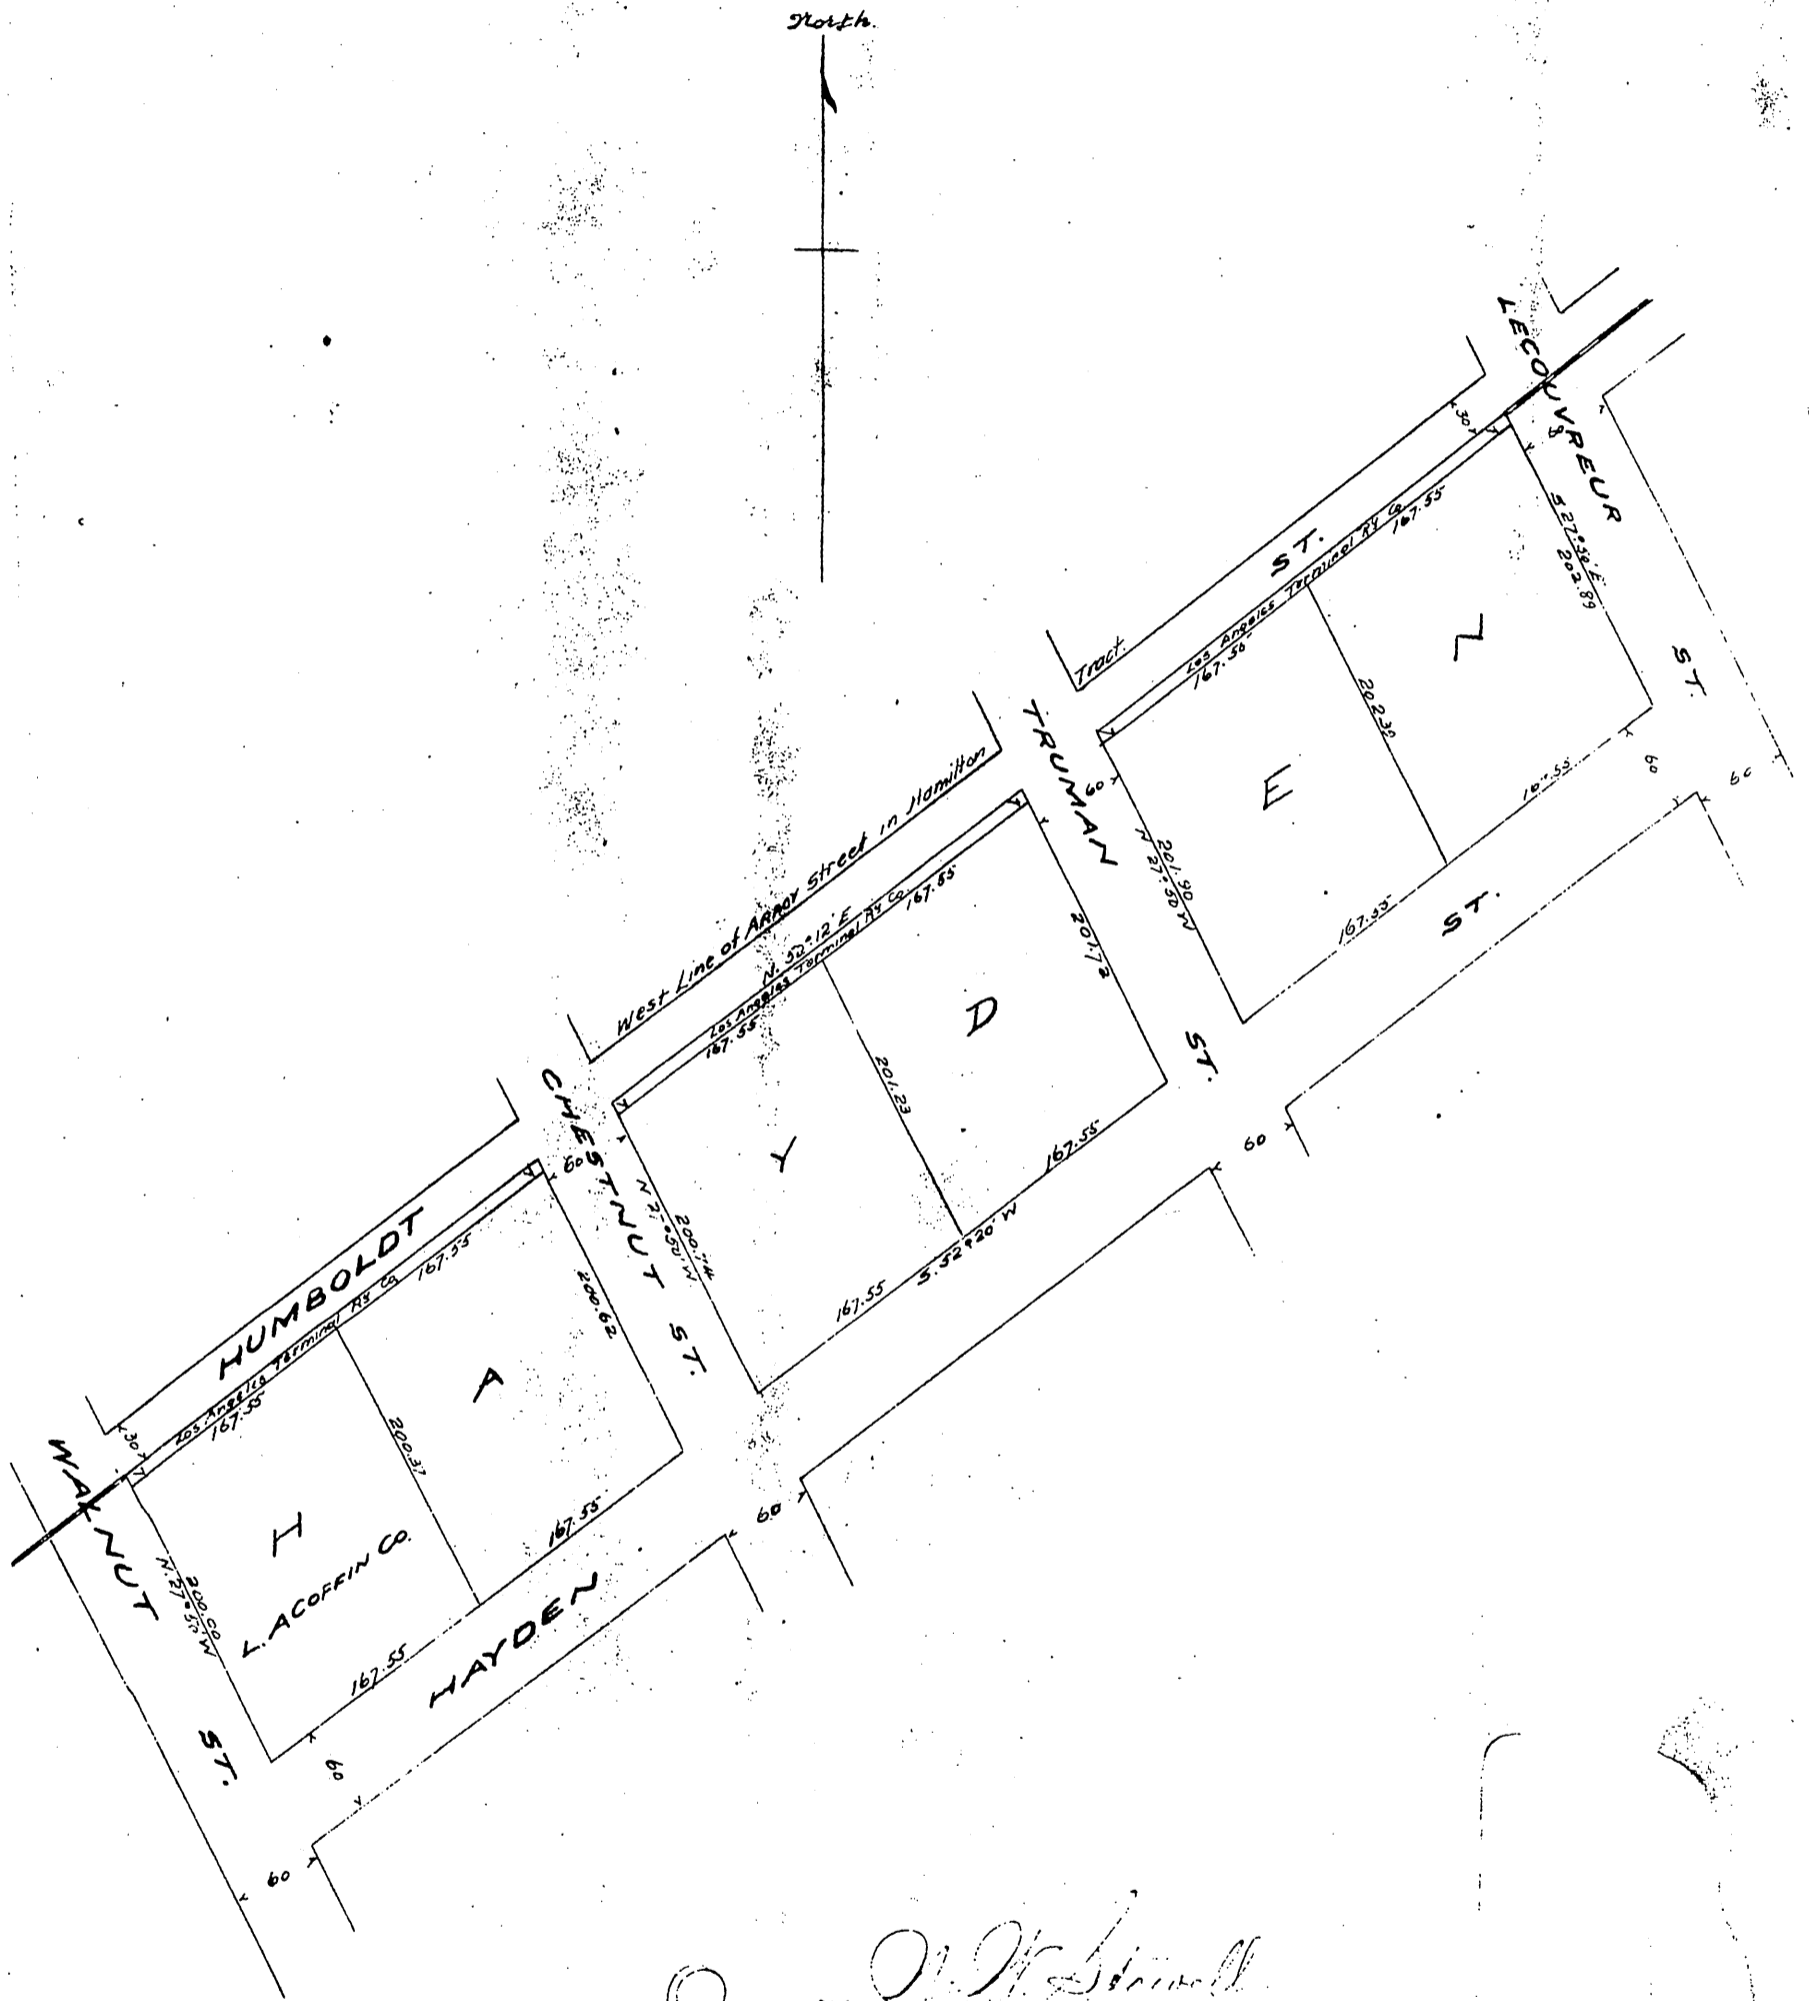 North.
LECOUVREUR
ST.
30
ST.
Los Angeles Terminal Ry Co
167.55
167.55
S 27°50' E
202.89
N
202.32
E
Tract.
TRUMAN
ST.
60
201.90
N 27°50' W
167.55
60
60
ST.
West Line of Arroy Street in Hamilton
N. 52°12' E
Los Angeles Terminal Ry Co.
167.55
167.55
D
201.72
201.23
Y
167.55
S. 52°20' W
167.55
60
CHESTNUT
ST.
60
HUMBOLDT
Los Angeles Terminal Ry Co
167.55
167.55
A
200.62
200.37
H
L. A COFFIN CO.
167.55
167.55
60
HAYDEN
WALNUT
ST.
30
200.00
N. 27°50' W
60
60